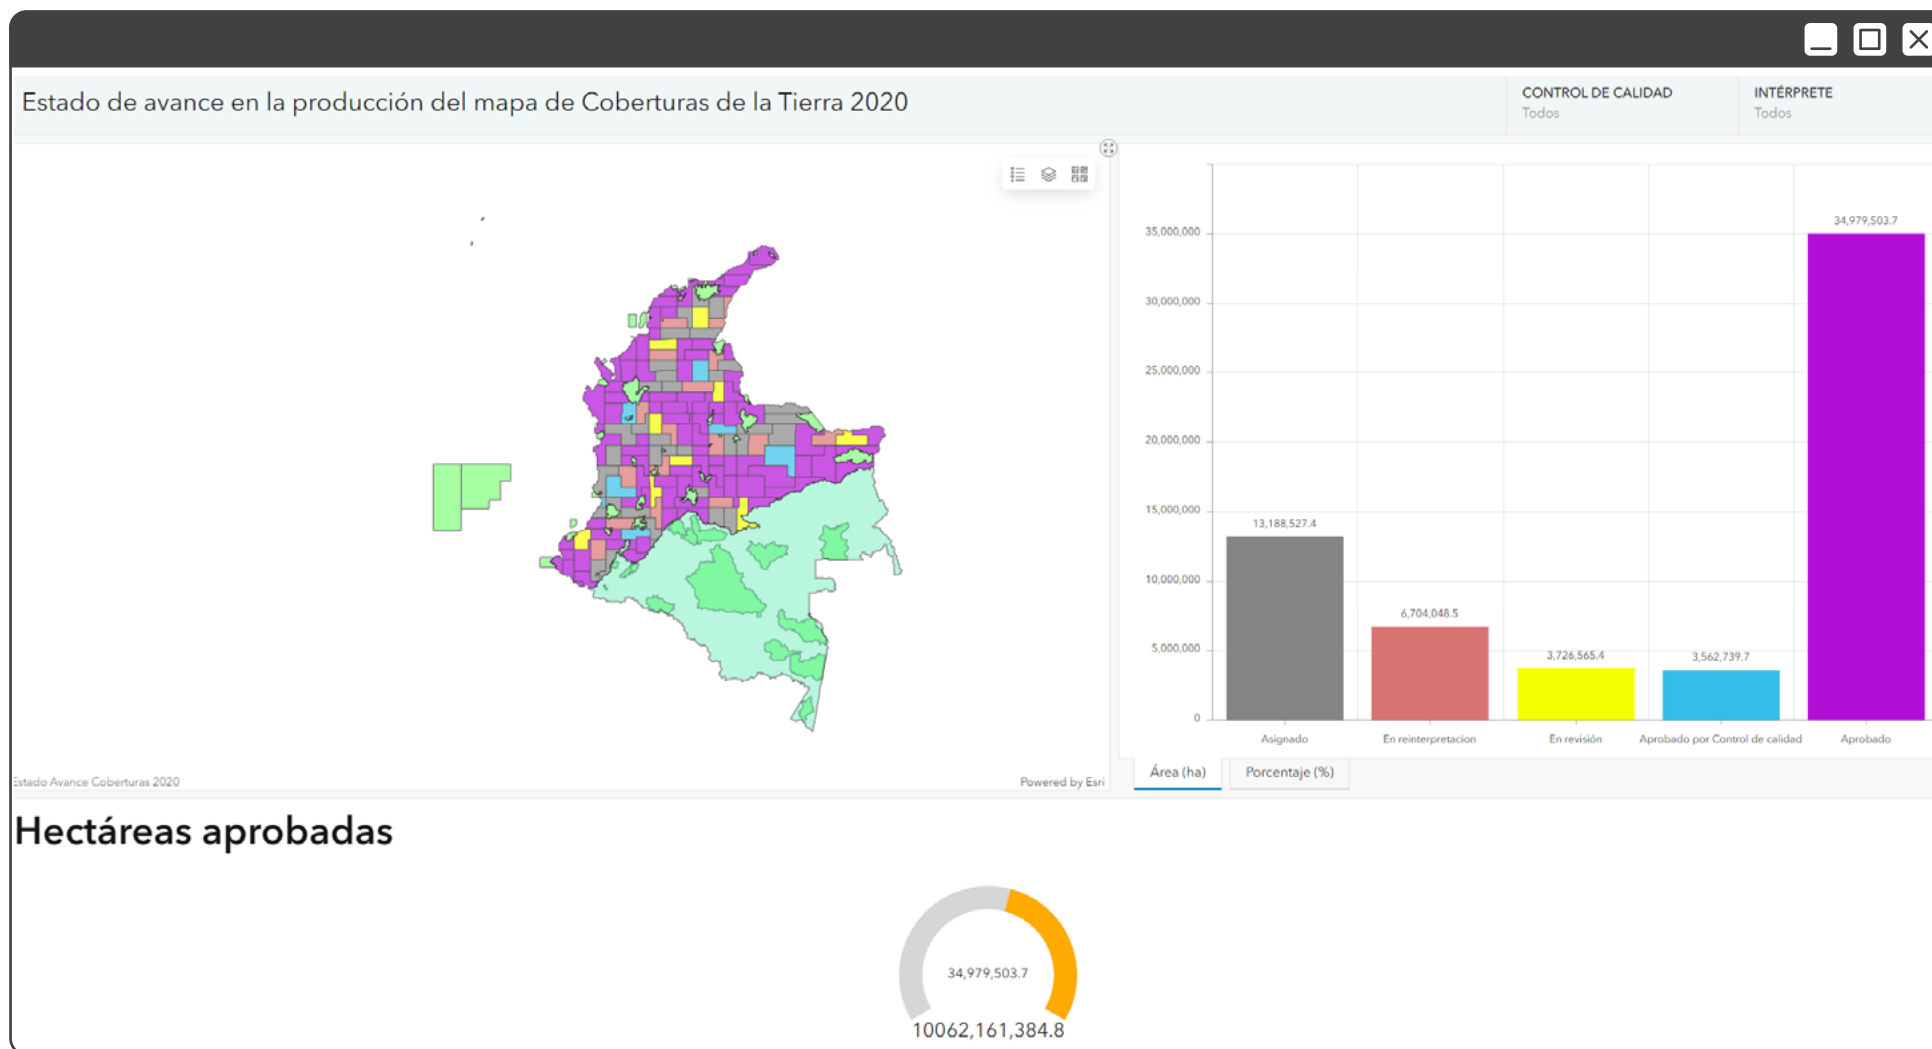 Estado de avance en la producción del mapa de Coberturas de la Tierra 2020
CONTROL DE CALIDAD
Todos
INTÉRPRETE
Todos
35,000,000
30,000,000
25,000,000
20,000,000
15,000,000
10,000,000
5,000,000
0
13,188,527.4
6,704,048.5
3,726,565.4
3,562,739.7
34,979,503.7
Asignado
En reinterpretacion
En revisión
Aprobado por Control de calidad
Aprobado
Estado Avance Coberturas 2020
Powered by Esri
Área (ha)
Porcentaje (%)
Hectáreas aprobadas
34,979,503.7
10062,161,384.8